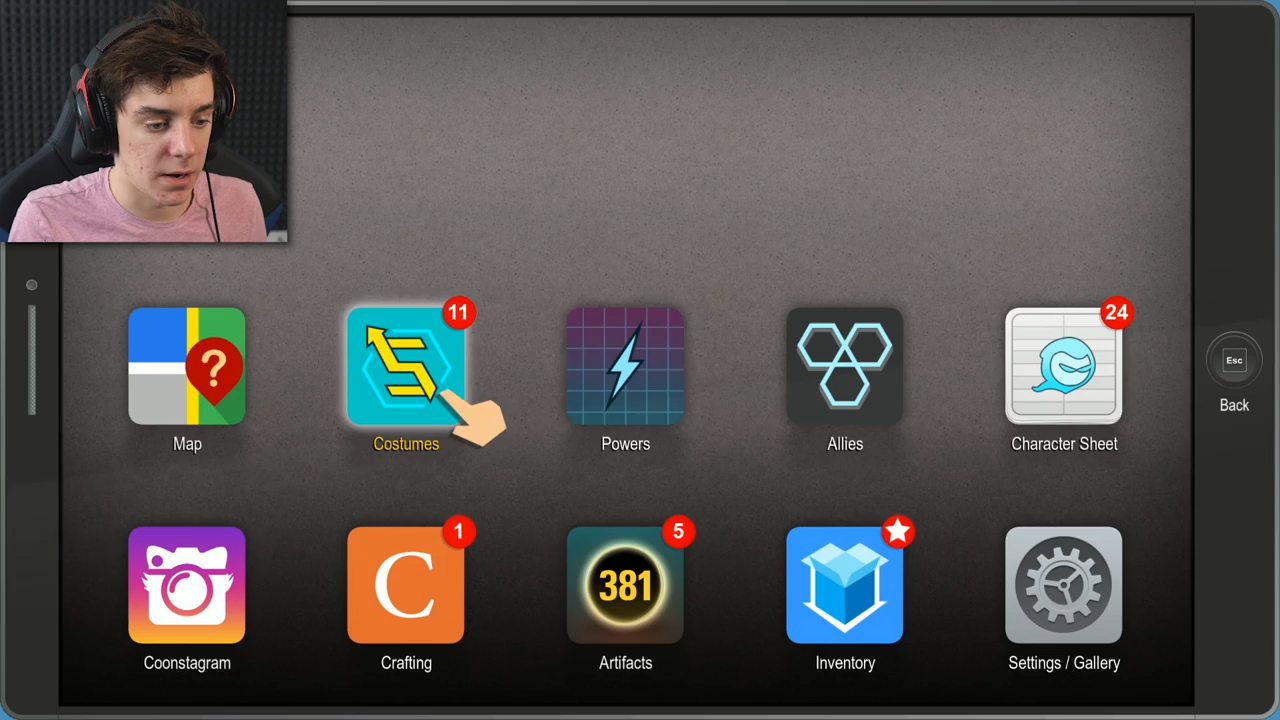 11
24
Esc
Map
Costumes
Powers
Allies
Character Sheet
Back
1
5
C
381
Coonstagram
Crafting
Artifacts
Inventory
Settings / Gallery